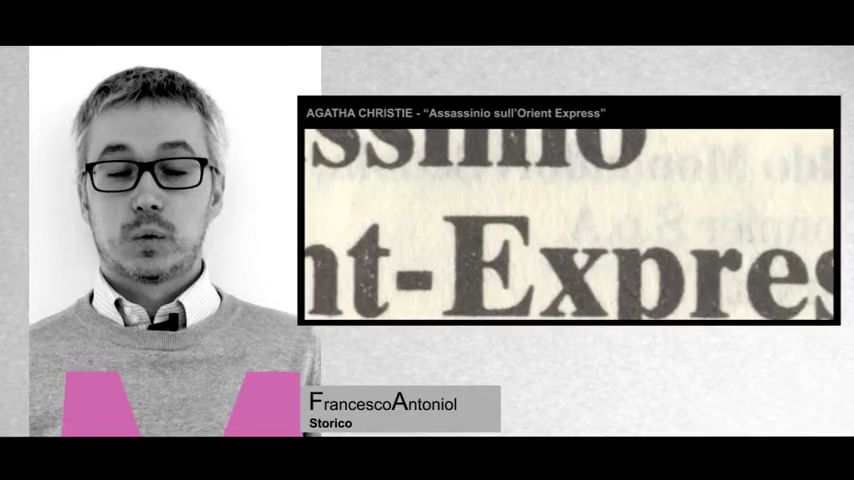 AGATHA CHRISTIE - “Assassinio sull’Orient Express”
ssinio
nt-Expres
FrancescoAntoniol
Storico